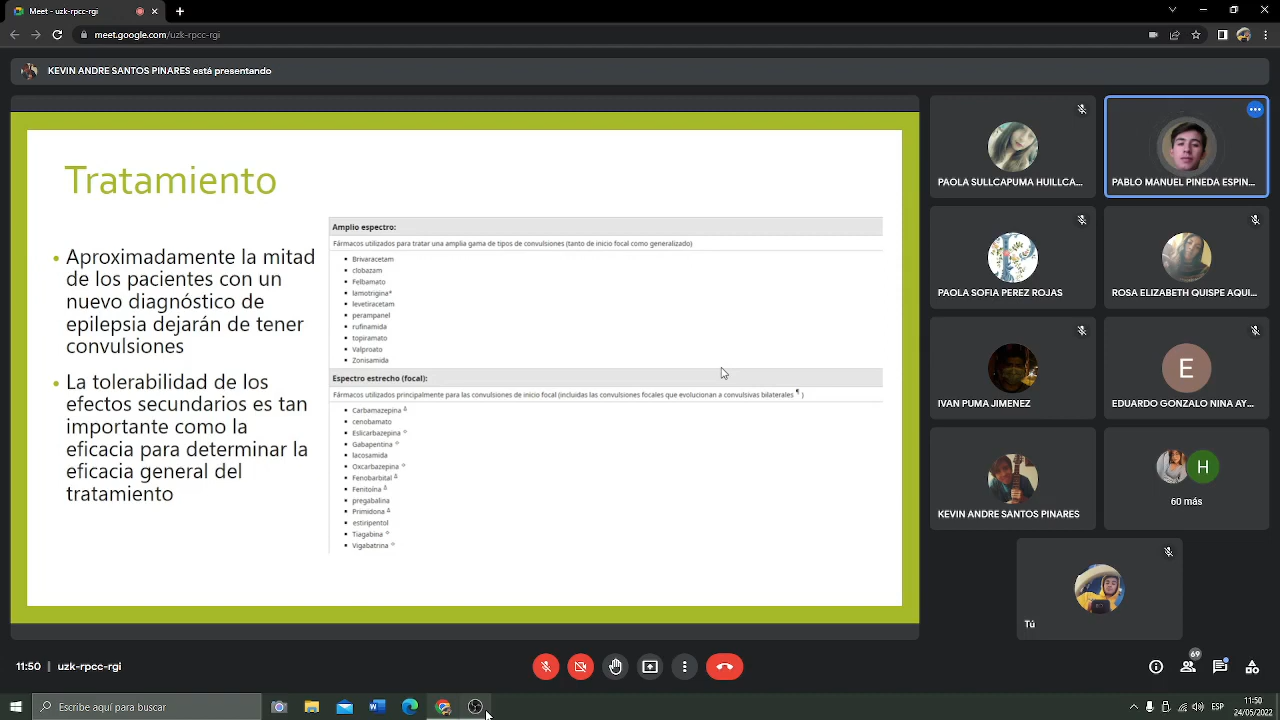 Meet - uzk-rpcc-rgi
meet.google.com/uzk-rpcc-rgi
KEVIN ANDRE SANTOS PINARES está presentando
Tratamiento
• Aproximadamente la mitad
de los pacientes con un
nuevo diagnóstico de
epilepsia dejarán de tener
convulsiones
• La tolerabilidad de los
efectos secundarios es tan
importante como la
eficacia para determinar la
eficacia general del
tratamiento
Amplio espectro:
Fármacos utilizados para tratar una amplia gama de tipos de convulsiones (tanto de inicio focal como generalizado)
Brivaracetam
clobazam
Felbamato
lamotrigina*
levetiracetam
perampanel
rufinamida
topiramato
Valproato
Zonisamida
Espectro estrecho (focal):
Fármacos utilizados principalmente para las convulsiones de inicio focal (incluidas las convulsiones focales que evolucionan a convulsivas bilaterales ¶ )
Carbamazepina Δ
cenobamato
Eslicarbazepina ◊
Gabapentina ◊
lacosamida
Oxcarbazepina ◊
Fenobarbital Δ
Fenitoína Δ
pregabalina
Primidona Δ
estiripentol
Tiagabina ◊
Vigabatrina ◊
PAOLA SULLCAPUMA HUILLCA...
PABLO MANUEL PINEDA ESPIN...
PAOLA SCHAREM PEREZ RODR...
ROSA ELIZABETH DEZA DIAZ
IVAN PUMA JIMENEZ
EDUARDO GONZALO TTITO AY...
KEVIN ANDRE SANTOS PINARES
E
H
60 más
Tú
11:50 | uzk-rpcc-rgi
69
Buscar aquí para buscar
ESP
11:50
24/10/2022